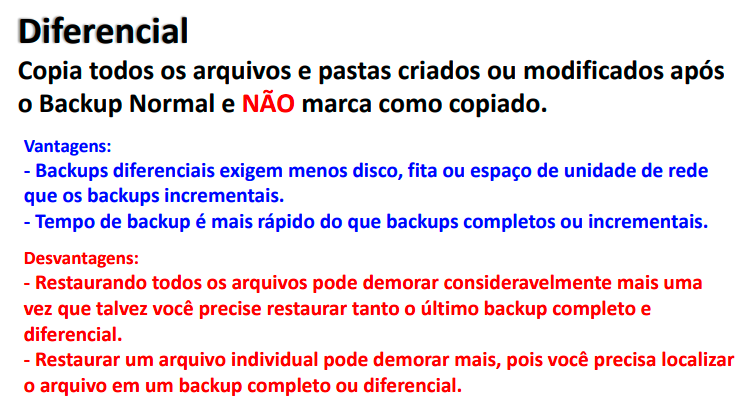 Diferencial
Copia todos os arquivos e pastas criados ou modificados após
o Backup Normal e NÃO marca como copiado.
Vantagens:
- Backups diferenciais exigem menos disco, fita ou espaço de unidade de rede
que os backups incrementais.
- Tempo de backup é mais rápido do que backups completos ou incrementais.
Desvantagens:
- Restaurando todos os arquivos pode demorar consideravelmente mais uma
vez que talvez você precise restaurar tanto o último backup completo e
diferencial.
- Restaurar um arquivo individual pode demorar mais, pois você precisa localizar
o arquivo em um backup completo ou diferencial.